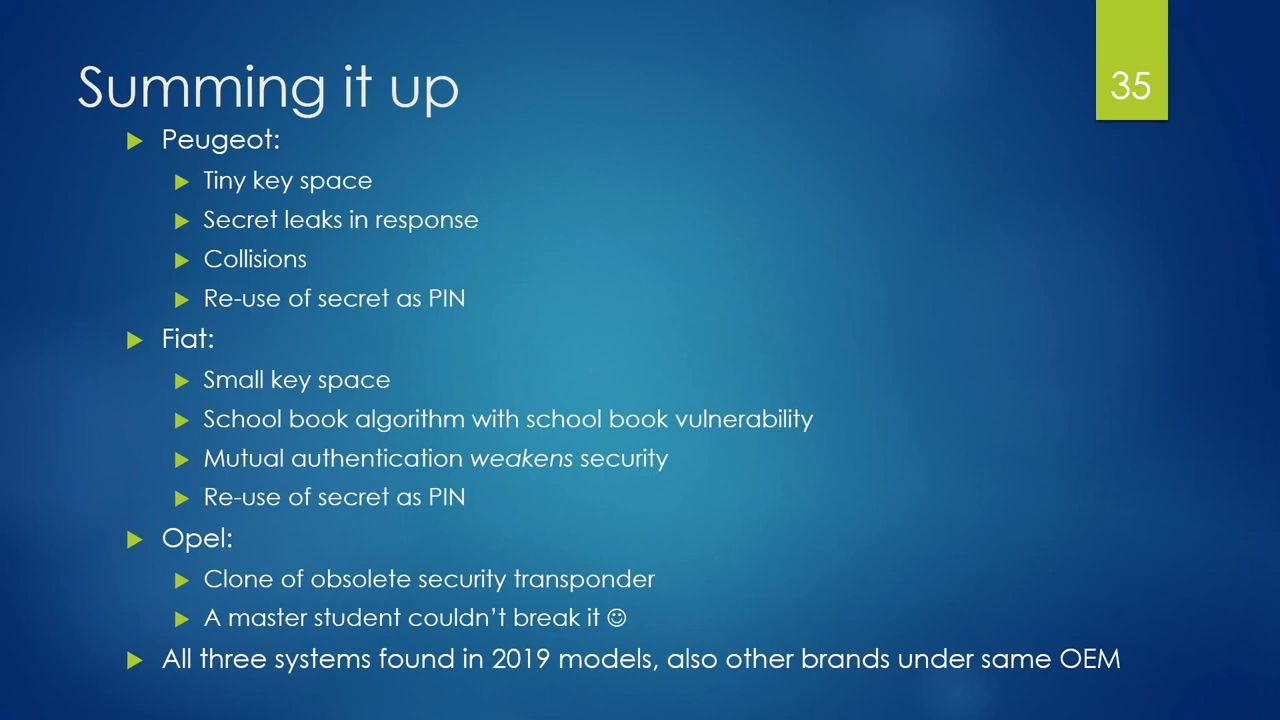 Summing it up
35
Peugeot:
Tiny key space
Secret leaks in response
Collisions
Re-use of secret as PIN
Fiat:
Small key space
School book algorithm with school book vulnerability
Mutual authentication weakens security
Re-use of secret as PIN
Opel:
Clone of obsolete security transponder
A master student couldn’t break it ☺
All three systems found in 2019 models, also other brands under same OEM